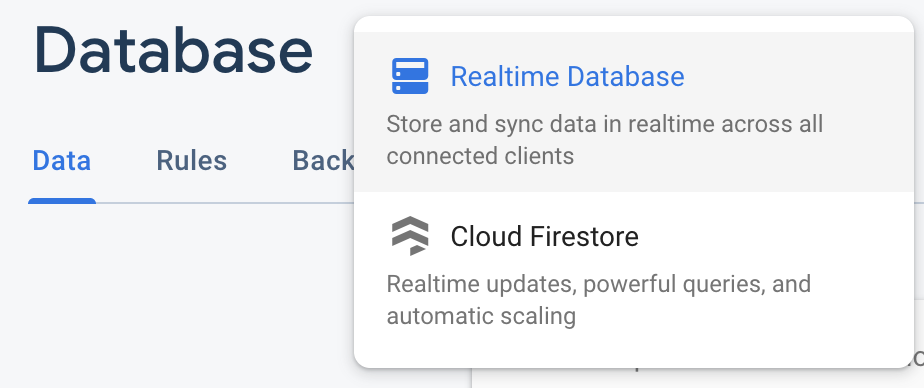 Database
Realtime Database
Store and sync data in realtime across all
connected clients
Data Rules Back
Cloud Firestore
Realtime updates, powerful queries, and
automatic scaling